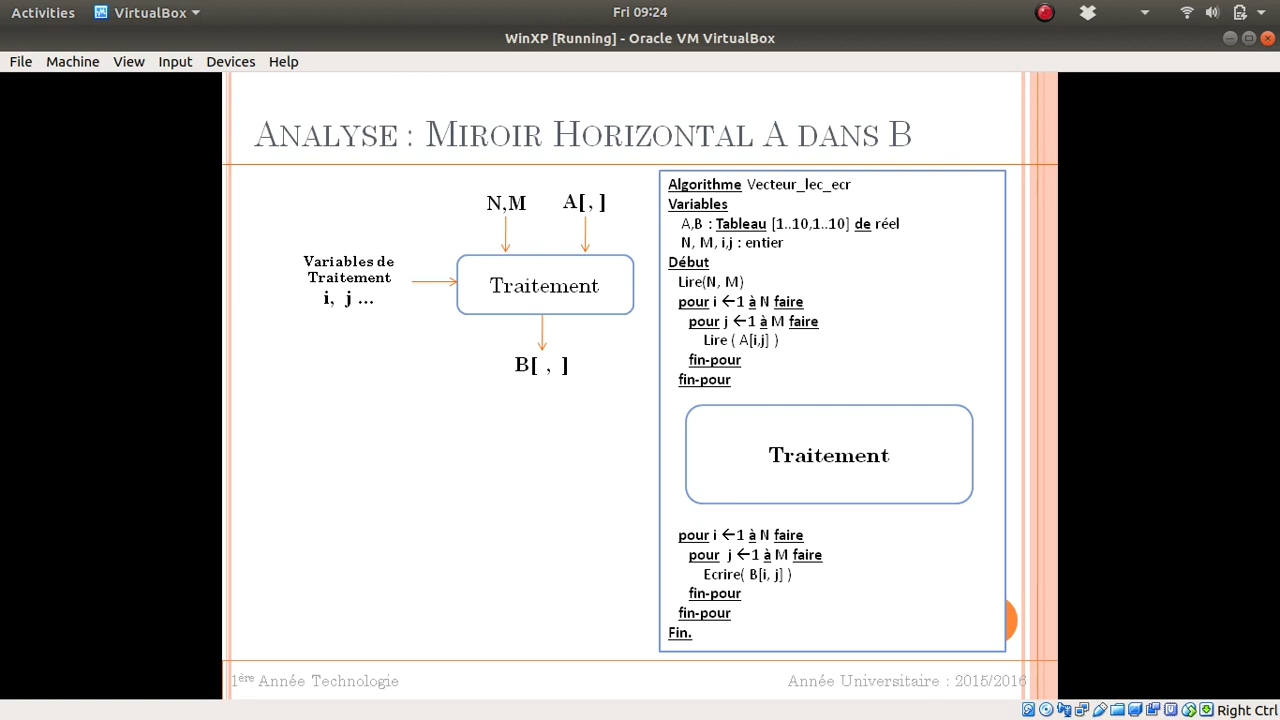 Activities VirtualBox Fri 09:24
WinXP [Running] - Oracle VM VirtualBox
File Machine View Input Devices Help
ANALYSE : MIROIR HORIZONTAL A DANS B
N,M A[ , ]
Variables de
Traitement
i, j ...
Traitement
B[ , ]
Algorithme Vecteur_lec_ecr
Variables
A,B : Tableau [1..10,1..10] de réel
N, M, i,j : entier
Début
Lire(N, M)
pour i ←1 à N faire
pour j ←1 à M faire
Lire ( A[i,j] )
fin-pour
fin-pour
Traitement
pour i ←1 à N faire
pour j ←1 à M faire
Ecrire( B[i, j] )
fin-pour
fin-pour
Fin.
1ère Année Technologie
Année Universitaire : 2015/2016
Right Ctrl